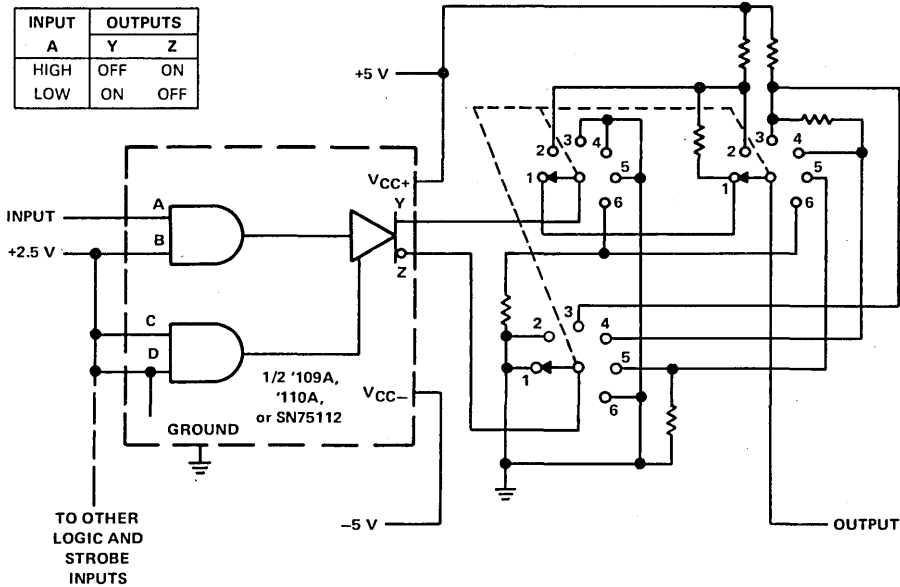 INPUT OUTPUTS
A Y Z
HIGH OFF ON
LOW ON OFF
+5 V
VCC+
INPUT
A
Y
+2.5 V
B
Z
C
D
1/2 '109A,
'110A,
or SN75112
VCC–
GROUND
–5 V
TO OTHER
LOGIC AND
STROBE
INPUTS
1
2
3
4
5
6
1
2
3
4
5
6
1
2
3
4
5
6
OUTPUT